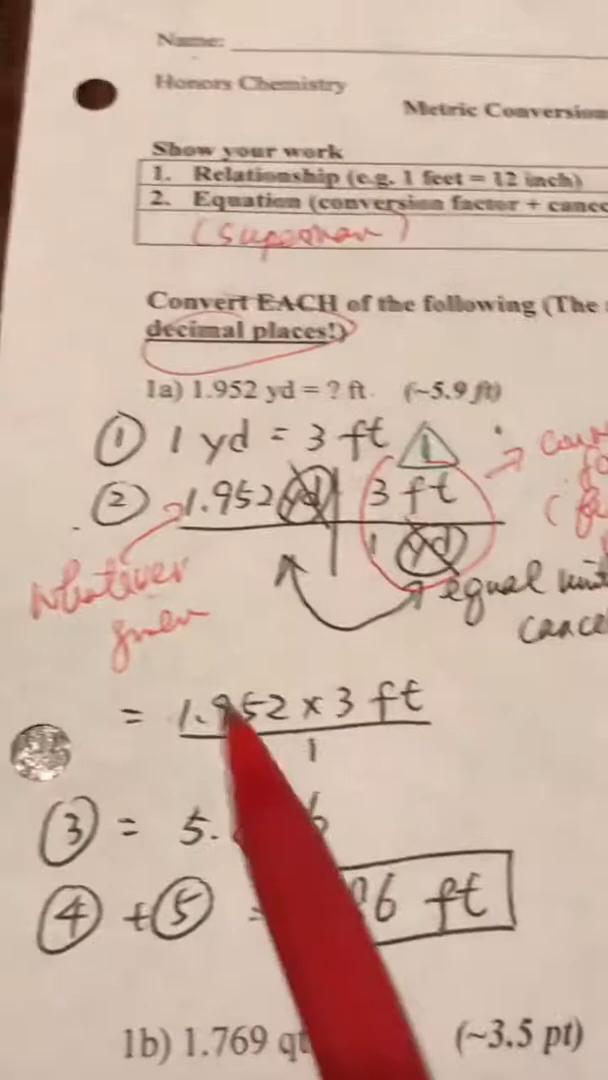 Name:
Honors Chemistry
Metric Conversion
Show your work
1. Relationship (e.g. 1 feet = 12 inch)
2. Equation (conversion factor + cance
(superman)
Convert EACH of the following (The
decimal places!)
1a) 1.952 yd = ? ft (~5.9 ft)
① 1 yd = 3 ft
1
② 1.952 yd 3 ft
1 yd
whatever
given
equal unit
cance
= 1.952 x 3 ft
1
③ = 5.
④ + ⑤ 6 ft
1b) 1.769 qt (~3.5 pt)